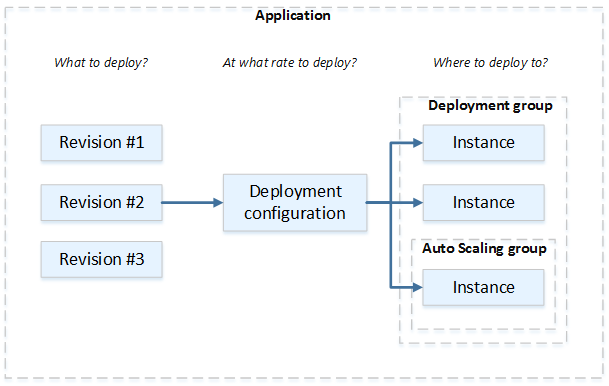 Application
What to deploy?
At what rate to deploy?
Where to deploy to?
Deployment group
Revision #1
Instance
Revision #2
Deployment
configuration
Instance
Auto Scaling group
Revision #3
Instance